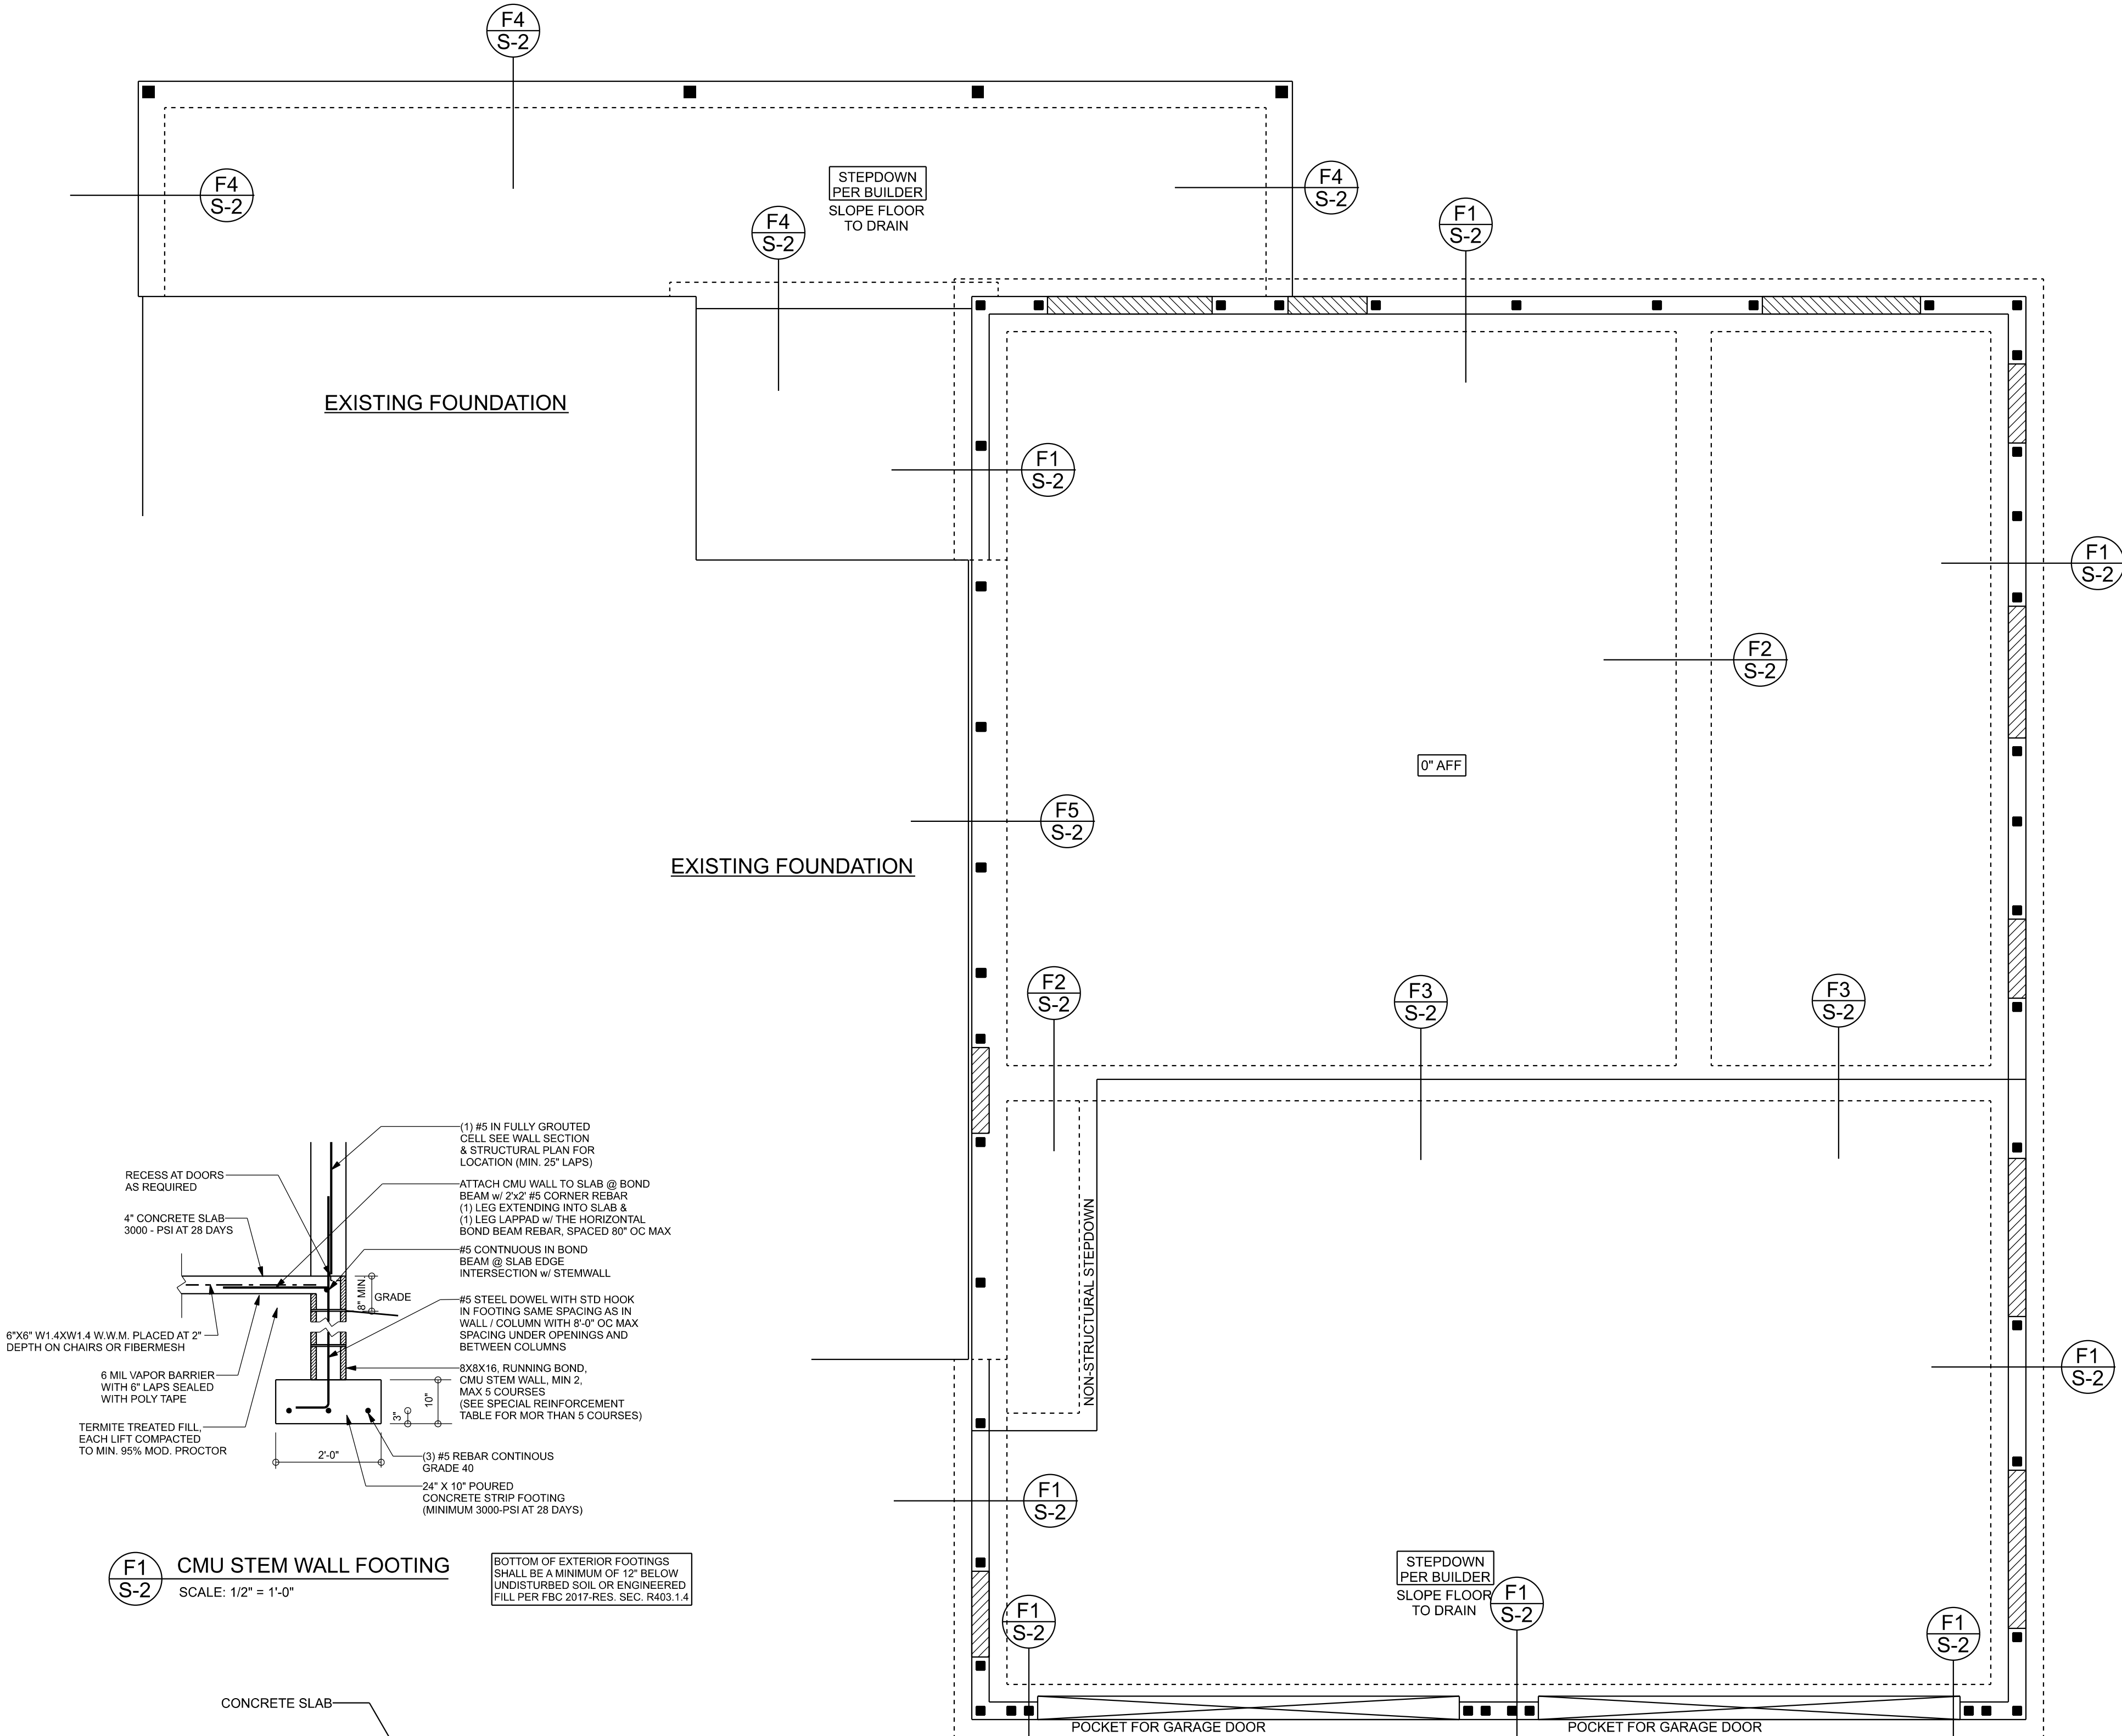 F4
S-2
F4
S-2
STEPDOWN
PER BUILDER
SLOPE FLOOR
TO DRAIN
F4
S-2
F4
S-2
F1
S-2
EXISTING FOUNDATION
F1
S-2
F1
S-2
F2
S-2
0" AFF
F5
S-2
EXISTING FOUNDATION
F2
S-2
F3
S-2
F3
S-2
NON-STRUCTURAL STEPDOWN
F1
S-2
F1
S-2
STEPDOWN
PER BUILDER
SLOPE FLOOR
TO DRAIN
F1
S-2
F1
S-2
F1
S-2
POCKET FOR GARAGE DOOR
POCKET FOR GARAGE DOOR
RECESS AT DOORS
AS REQUIRED
4" CONCRETE SLAB
3000 - PSI AT 28 DAYS
6"X6" W1.4XW1.4 W.W.M. PLACED AT 2"
DEPTH ON CHAIRS OR FIBERMESH
6 MIL VAPOR BARRIER
WITH 6" LAPS SEALED
WITH POLY TAPE
TERMITE TREATED FILL,
EACH LIFT COMPACTED
TO MIN. 95% MOD. PROCTOR
(1) #5 IN FULLY GROUTED
CELL SEE WALL SECTION
& STRUCTURAL PLAN FOR
LOCATION (MIN. 25" LAPS)
ATTACH CMU WALL TO SLAB @ BOND
BEAM w/ 2'x2' #5 CORNER REBAR
(1) LEG EXTENDING INTO SLAB &
(1) LEG LAPPAD w/ THE HORIZONTAL
BOND BEAM REBAR, SPACED 80" OC MAX
#5 CONTNUOUS IN BOND
BEAM @ SLAB EDGE
INTERSECTION w/ STEMWALL
8" MIN.
GRADE
#5 STEEL DOWEL WITH STD HOOK
IN FOOTING SAME SPACING AS IN
WALL / COLUMN WITH 8'-0" OC MAX
SPACING UNDER OPENINGS AND
BETWEEN COLUMNS
8X8X16, RUNNING BOND,
CMU STEM WALL, MIN 2,
MAX 5 COURSES
(SEE SPECIAL REINFORCEMENT
TABLE FOR MOR THAN 5 COURSES)
3"
10"
2'-0"
(3) #5 REBAR CONTINOUS
GRADE 40
24" X 10" POURED
CONCRETE STRIP FOOTING
(MINIMUM 3000-PSI AT 28 DAYS)
F1
S-2
CMU STEM WALL FOOTING
SCALE: 1/2" = 1'-0"
BOTTOM OF EXTERIOR FOOTINGS
SHALL BE A MINIMUM OF 12" BELOW
UNDISTURBED SOIL OR ENGINEERED
FILL PER FBC 2017-RES. SEC. R403.1.4
CONCRETE SLAB